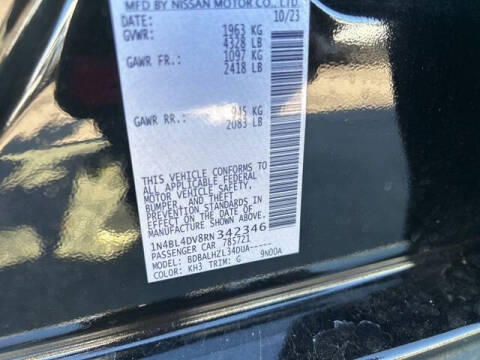 MFD BY NISSAN MOTOR CO., LTD.
DATE: 10/23
GVWR: 1963 KG
4328 LB
GAWR FR.: 1097 KG
2418 LB
GAWR RR.: 945 KG
2083 LB
THIS VEHICLE CONFORMS TO
ALL APPLICABLE FEDERAL
MOTOR VEHICLE SAFETY,
BUMPER, AND THEFT
PREVENTION STANDARDS
IN EFFECT ON THE DATE OF
MANUFACTURE SHOWN ABOVE.
1N4BL4DV8RN342346
PASSENGER CAR 785721
MODEL: BDBALHZL34DUA-----
COLOR: KH3 TRIM: G 9N00A